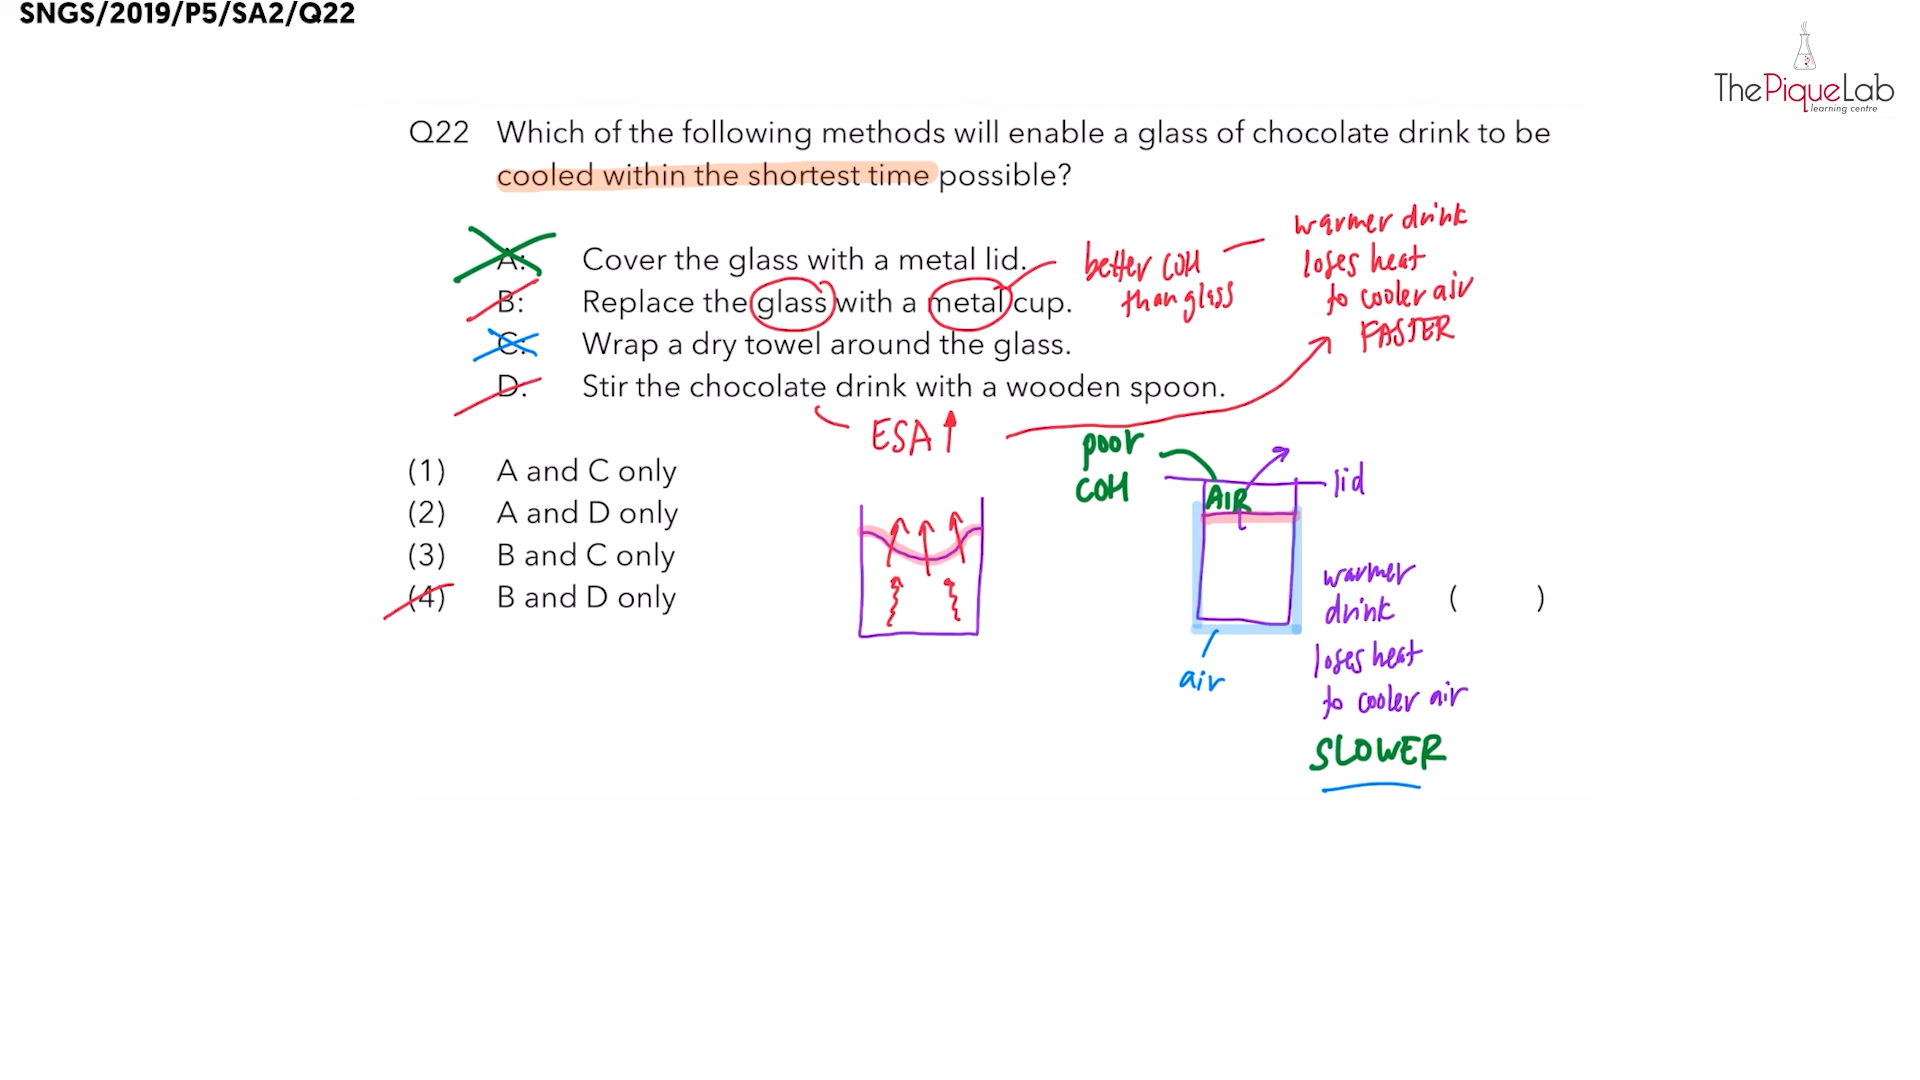 SNGS/2019/P5/SA2/Q22
ThePiqueLab
learning centre
Q22 Which of the following methods will enable a glass of chocolate drink to be
cooled within the shortest time possible?
A: Cover the glass with a metal lid.
B: Replace the glass with a metal cup.
C: Wrap a dry towel around the glass.
D: Stir the chocolate drink with a wooden spoon.
better COH
than glass
warmer drink
loses heat
to cooler air
FASTER
ESA
(1) A and C only
(2) A and D only
(3) B and C only
(4) B and D only
poor
COH
AIR
lid
air
warmer
drink
loses heat
to cooler air
SLOWER
( )